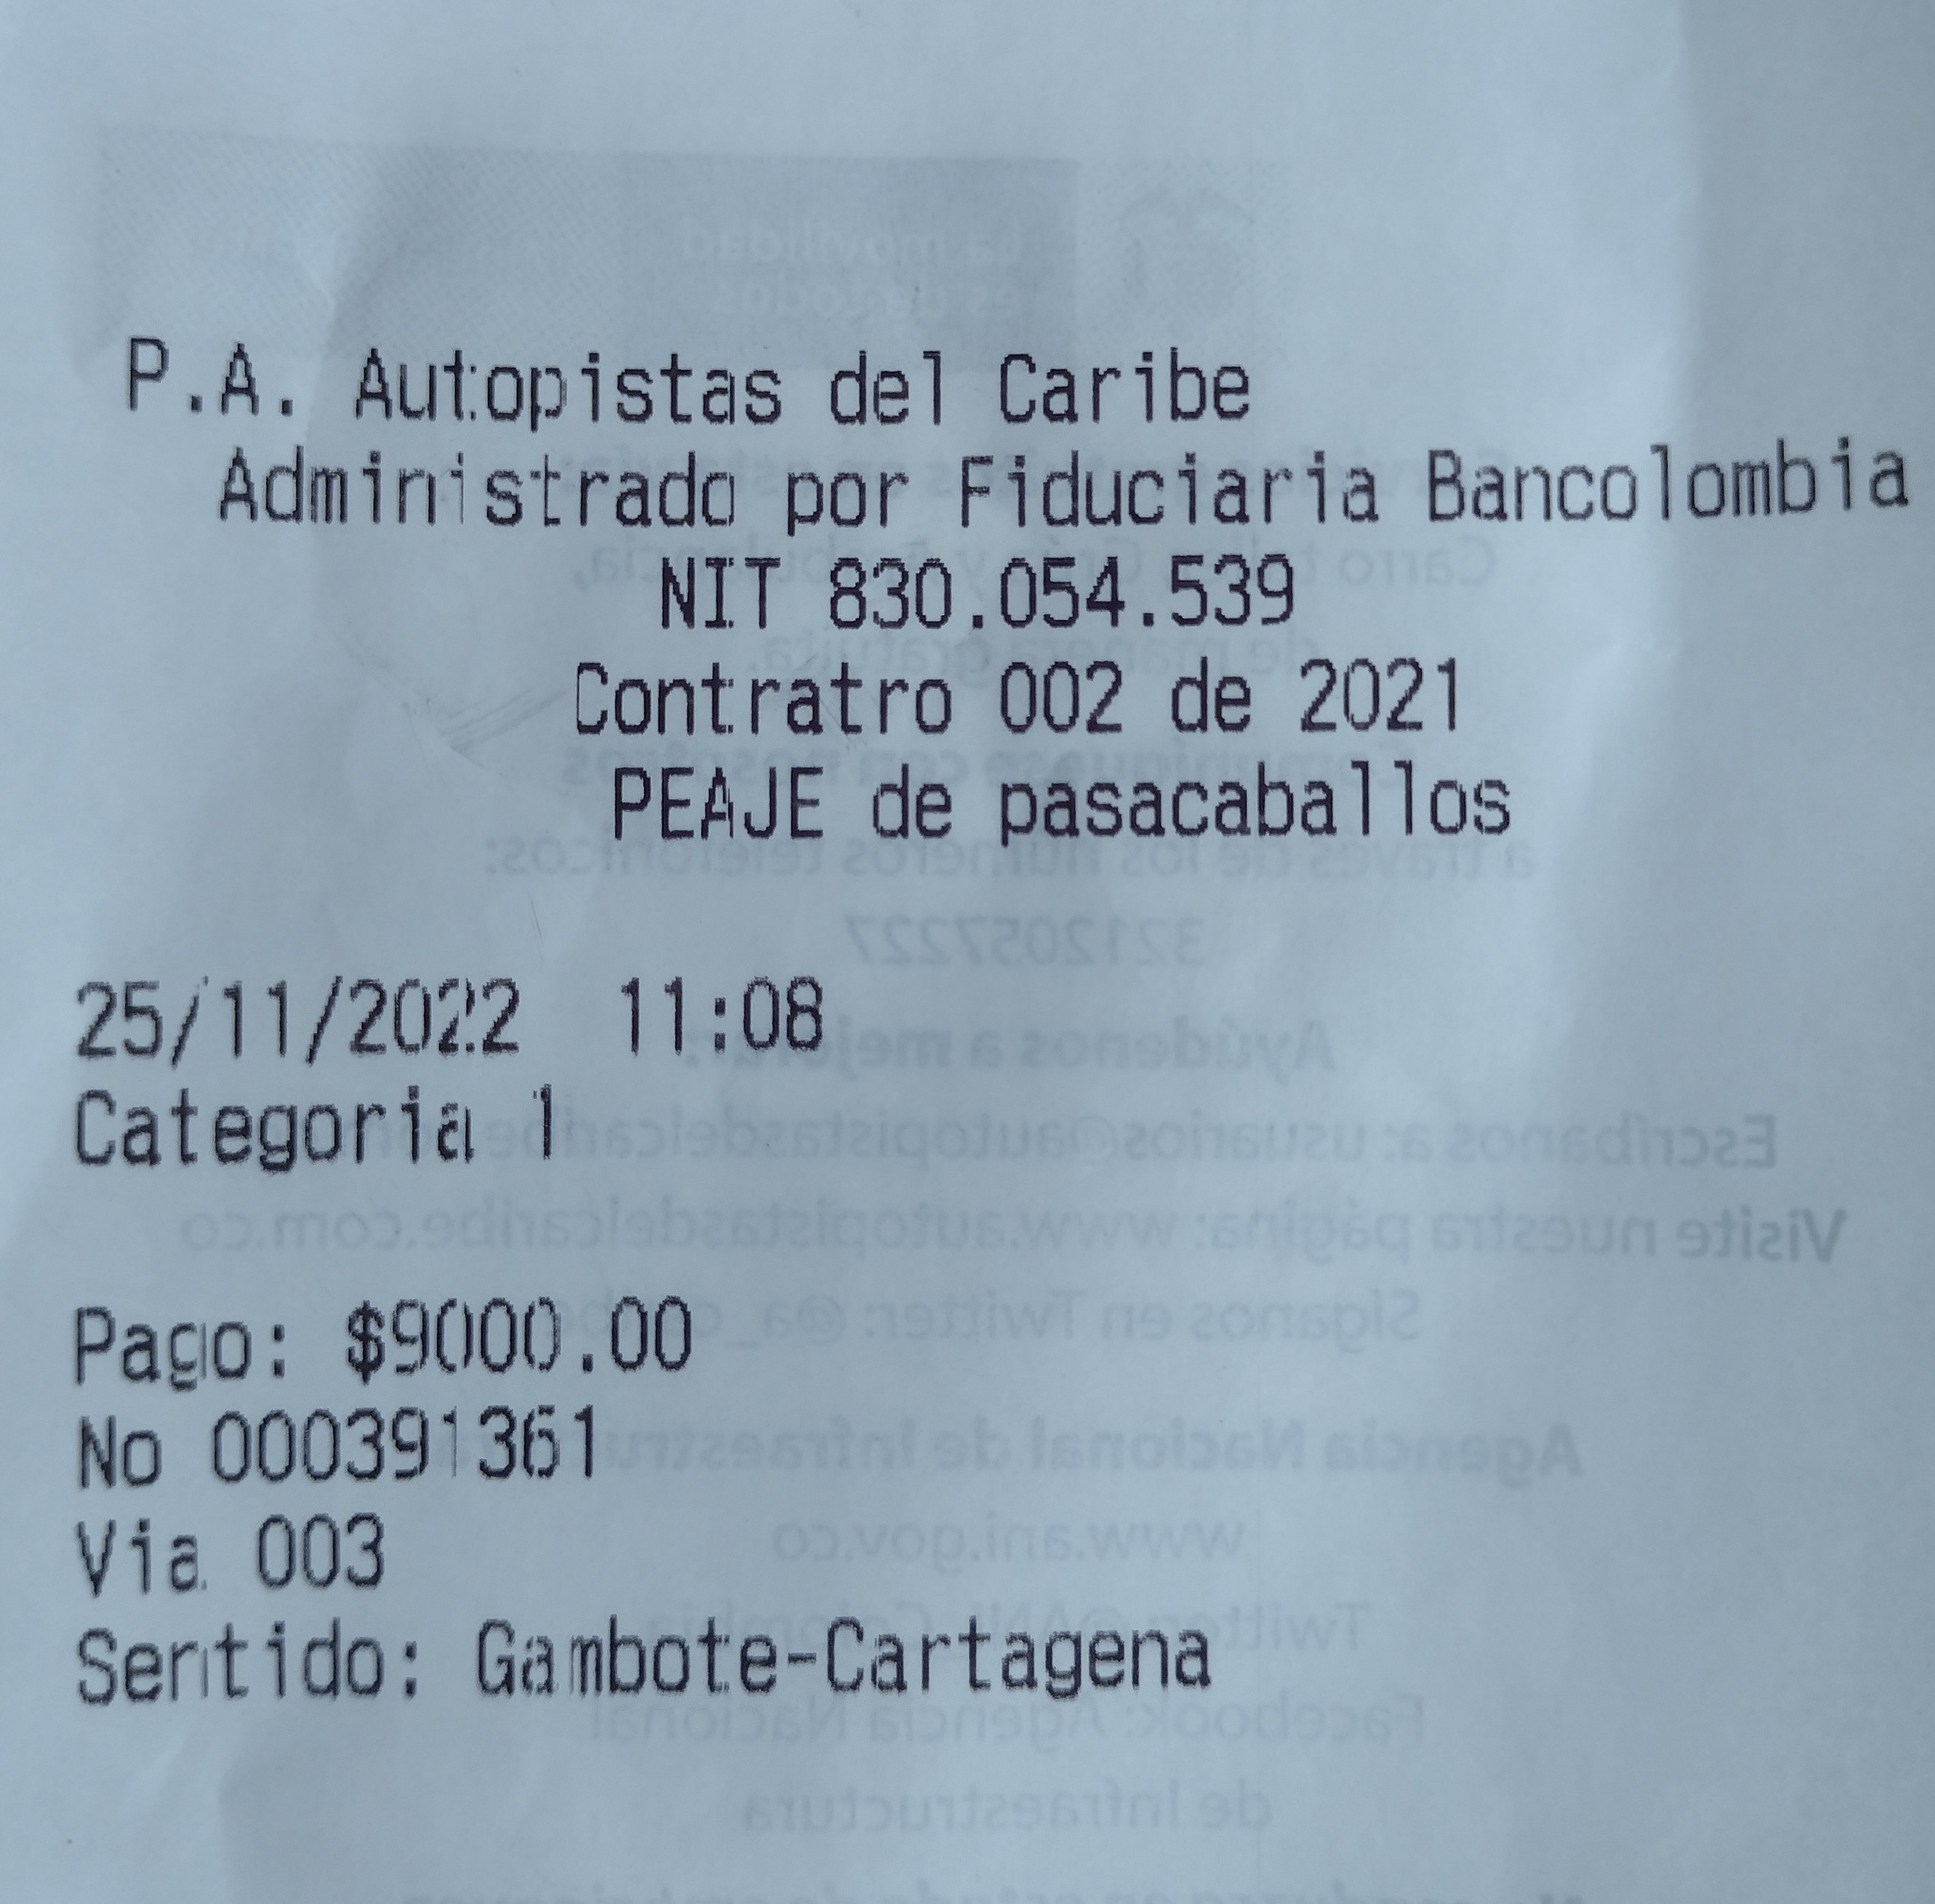 P.A. Autopistas del Caribe
Administrado por Fiduciaria Bancolombia
NIT 830.054.539
Contratro 002 de 2021
PEAJE de pasacaballos
25/11/2022 11:08
Categoria 1
Pago: $9000.00
No 000391361
Via 003
Sentido: Gambote-Cartagena